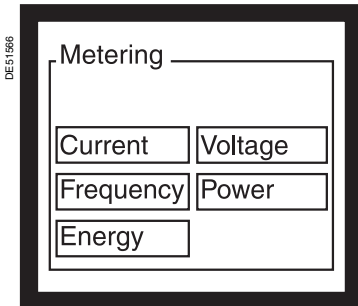 DE51566
Metering
Current Voltage
Frequency Power
Energy